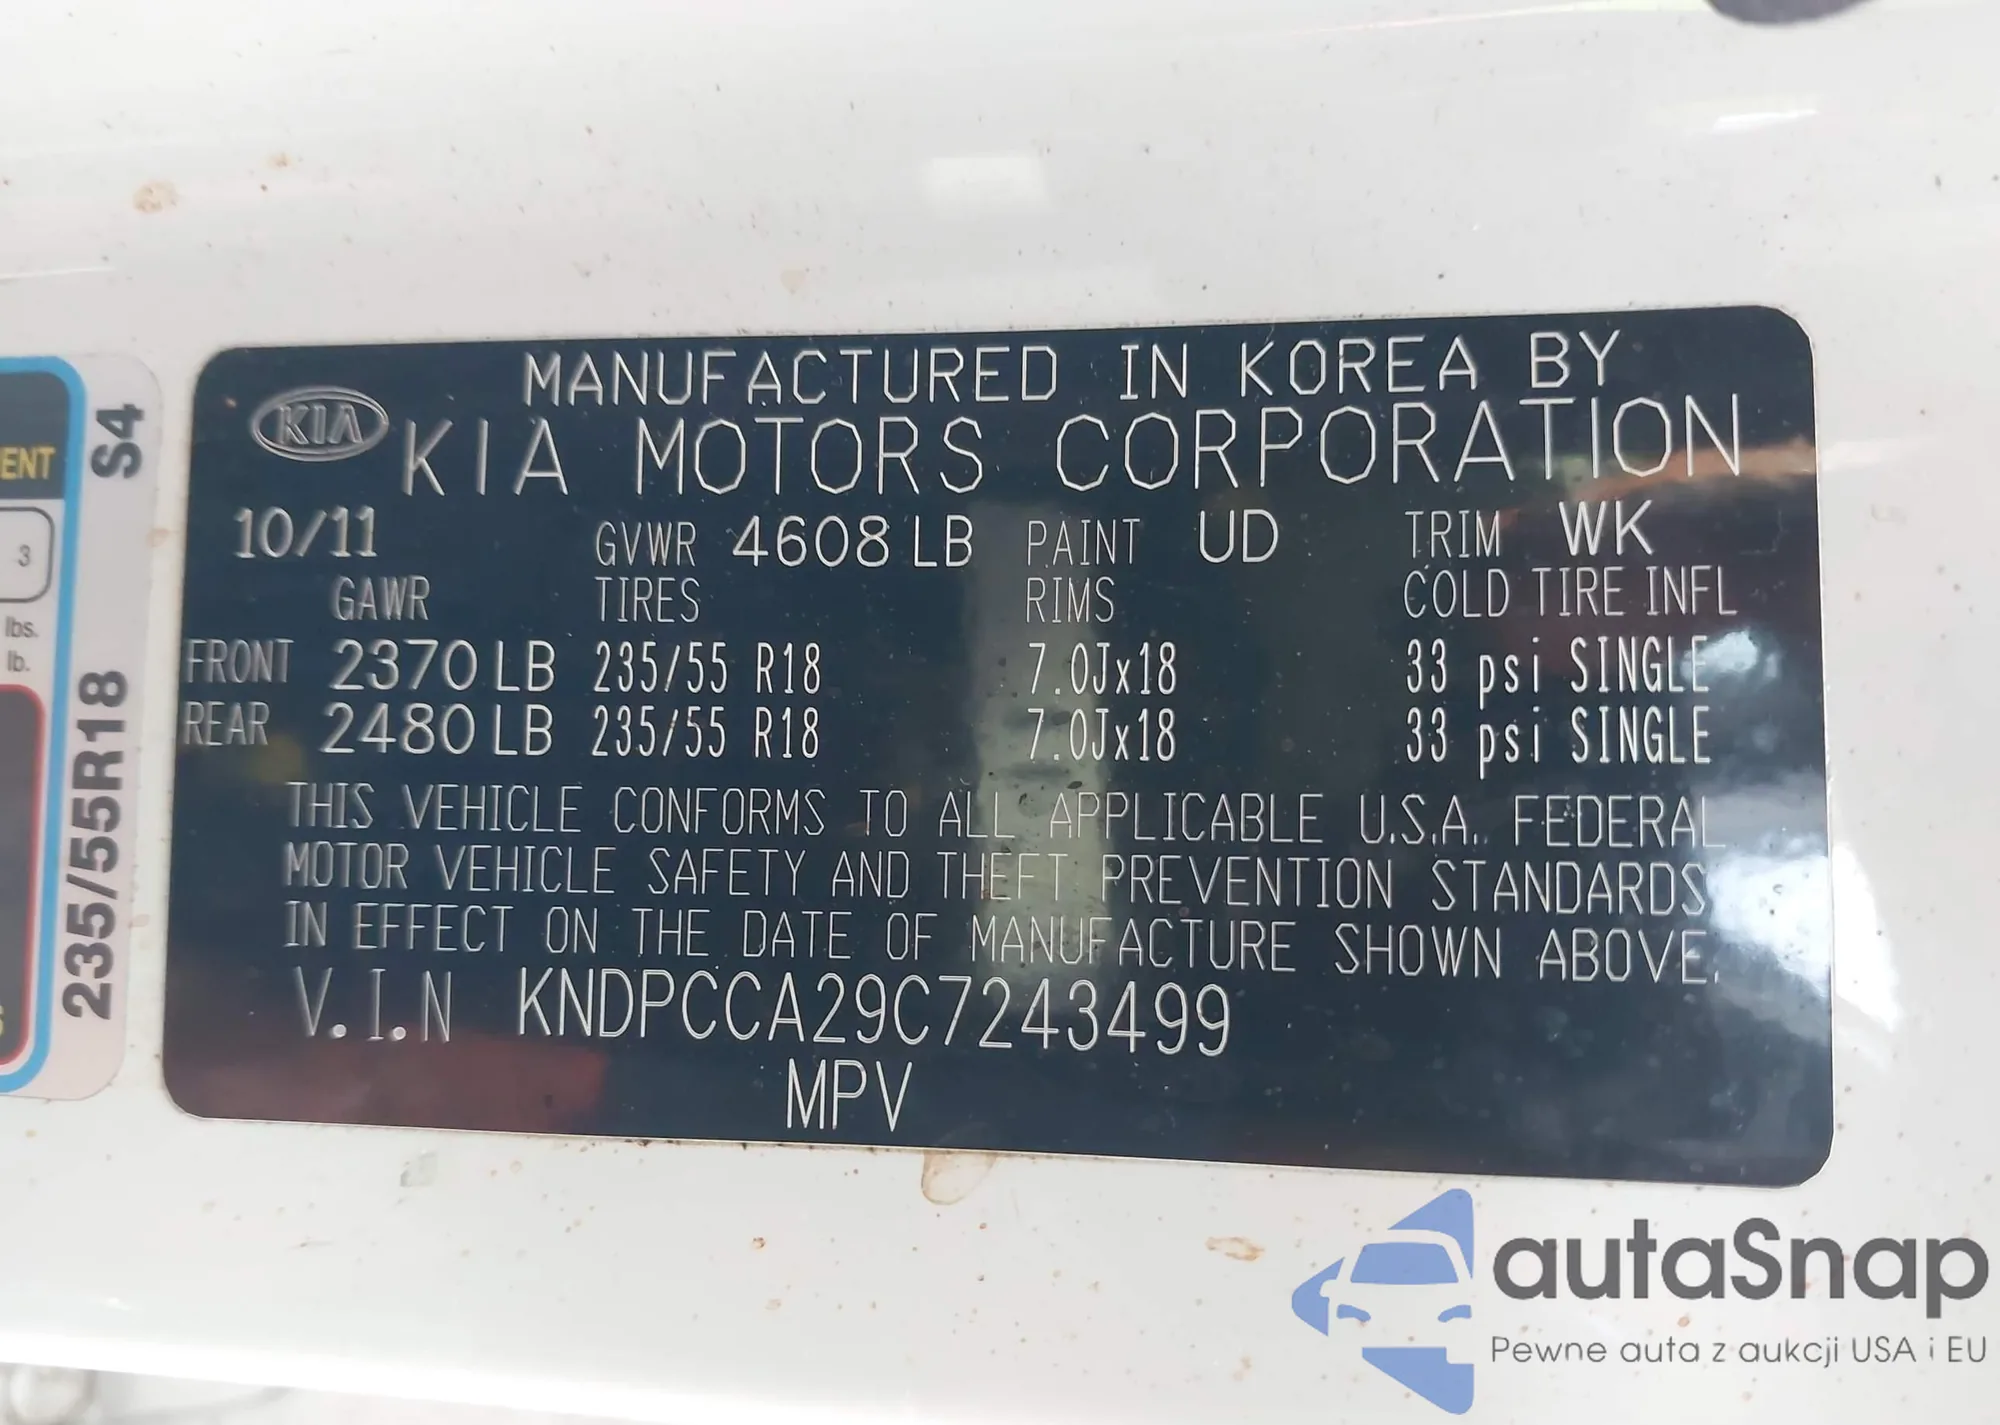 MANUFACTURED IN KOREA BY
KIA
KIA MOTORS CORPORATION
10/11 GVWR 4608 LB PAINT UD TRIM WK
GAWR TIRES RIMS COLD TIRE INFL
FRONT 2370 LB 235/55 R18 7.0Jx18 33 psi SINGLE
REAR 2480 LB 235/55 R18 7.0Jx18 33 psi SINGLE
THIS VEHICLE CONFORMS TO ALL APPLICABLE U.S.A. FEDERAL
MOTOR VEHICLE SAFETY AND THEFT PREVENTION STANDARDS
IN EFFECT ON THE DATE OF MANUFACTURE SHOWN ABOVE.
V.I.N KNDPCCA29C7243499
MPV
ENT
3
lbs.
lb.
S
235/55R18 S4
autaSnap
Pewne auta z aukcji USA i EU